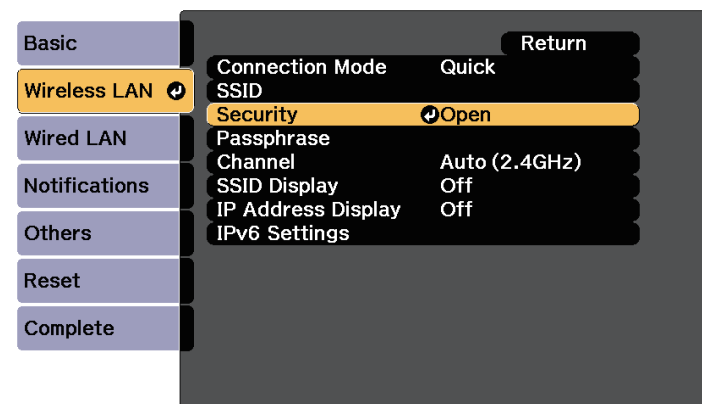 Basic
Wireless LAN
Wired LAN
Notifications
Others
Reset
Complete
Return
Connection Mode Quick
SSID
Security Open
Passphrase
Channel Auto (2.4GHz)
SSID Display Off
IP Address Display Off
IPv6 Settings